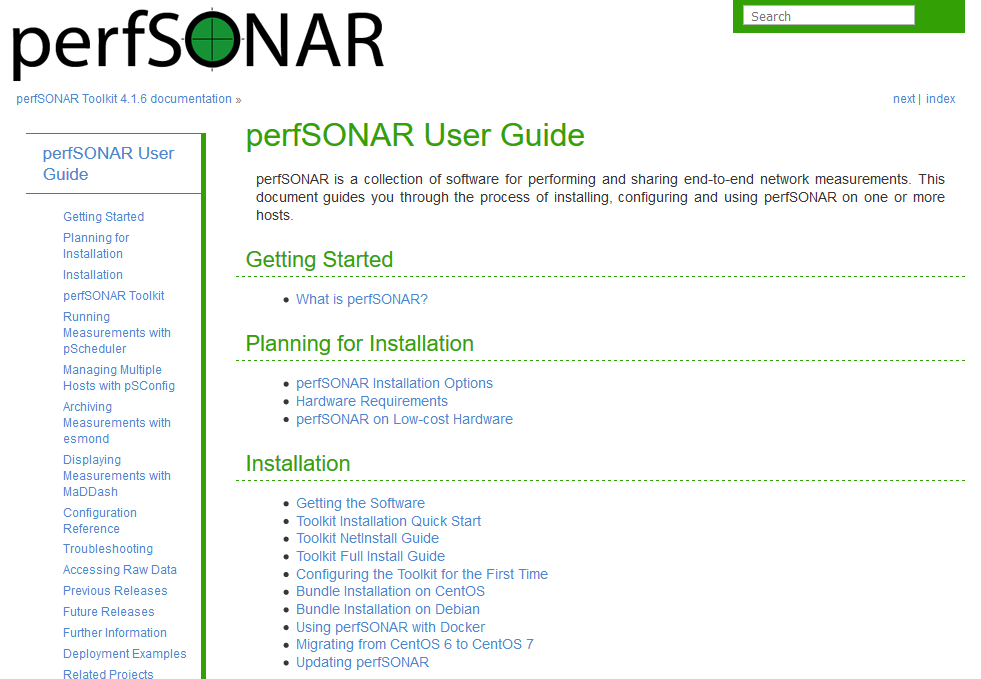 perfSONAR
Search
perfSONAR Toolkit 4.1.6 documentation »
next | index
perfSONAR User
Guide
Getting Started
Planning for
Installation
Installation
perfSONAR Toolkit
Running
Measurements with
pScheduler
Managing Multiple
Hosts with pSConfig
Archiving
Measurements with
esmond
Displaying
Measurements with
MaDDash
Configuration
Reference
Troubleshooting
Accessing Raw Data
Previous Releases
Future Releases
Further Information
Deployment Examples
Related Projects
perfSONAR User Guide
perfSONAR is a collection of software for performing and sharing end-to-end network measurements. This
document guides you through the process of installing, configuring and using perfSONAR on one or more
hosts.
Getting Started
• What is perfSONAR?
Planning for Installation
• perfSONAR Installation Options
• Hardware Requirements
• perfSONAR on Low-cost Hardware
Installation
• Getting the Software
• Toolkit Installation Quick Start
• Toolkit NetInstall Guide
• Toolkit Full Install Guide
• Configuring the Toolkit for the First Time
• Bundle Installation on CentOS
• Bundle Installation on Debian
• Using perfSONAR with Docker
• Migrating from CentOS 6 to CentOS 7
• Updating perfSONAR